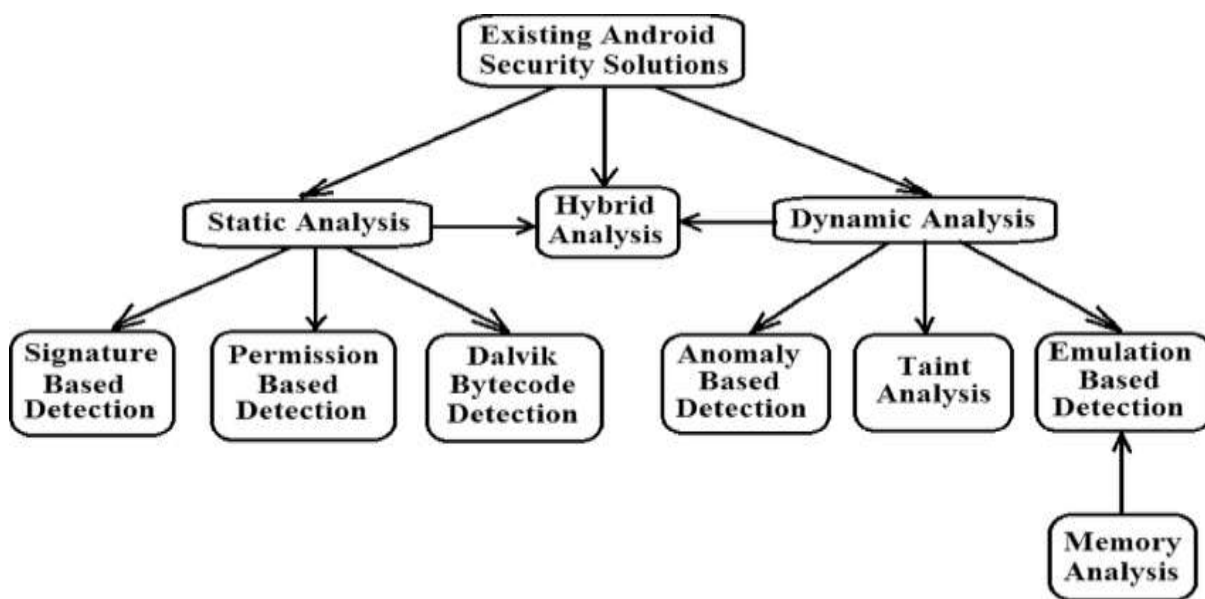 Existing Android
Security Solutions
Static Analysis
Hybrid
Analysis
Dynamic Analysis
Signature
Based
Detection
Permission
Based
Detection
Dalvik
Bytecode
Detection
Anomaly
Based
Detection
Taint
Analysis
Emulation
Based
Detection
Memory
Analysis